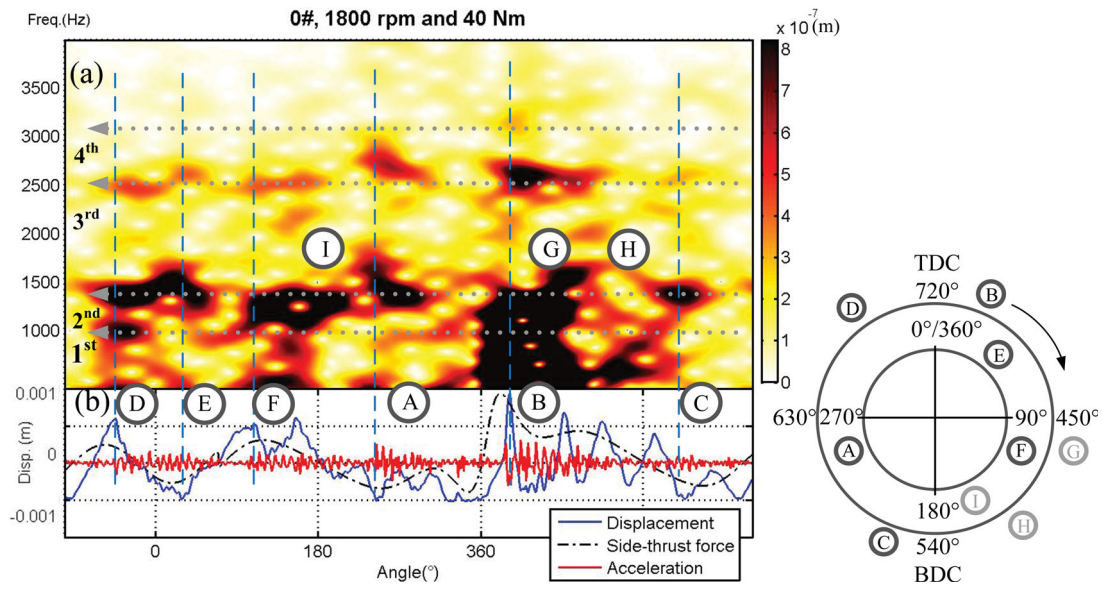 Freq.(Hz)
0#, 1800 rpm and 40 Nm
x 10⁻⁷ (m)
(a)
3500
3000
2500
2000
1500
1000
4ᵗʰ
3ʳᵈ
2ⁿᵈ
1ˢᵗ
I
G
H
8
7
6
5
4
3
2
1
0
(b)
D
E
F
A
B
C
0.001
0
-0.001
Disp. (m)
0
180
360
Angle(°)
Displacement
Side-thrust force
Acceleration
TDC
720°
0°/360°
B
D
E
630°
270°
90°
450°
A
F
G
I
180°
H
C
540°
BDC